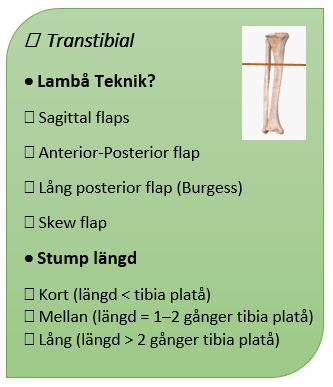 ☐ Transtibial
● Lambå Teknik?
☐ Sagittal flaps
☐ Anterior-Posterior flap
☐ Lång posterior flap (Burgess)
☐ Skew flap
● Stump längd
☐ Kort (längd < tibia platå)
☐ Mellan (längd = 1–2 gånger tibia platå)
☐ Lång (längd > 2 gånger tibia platå)